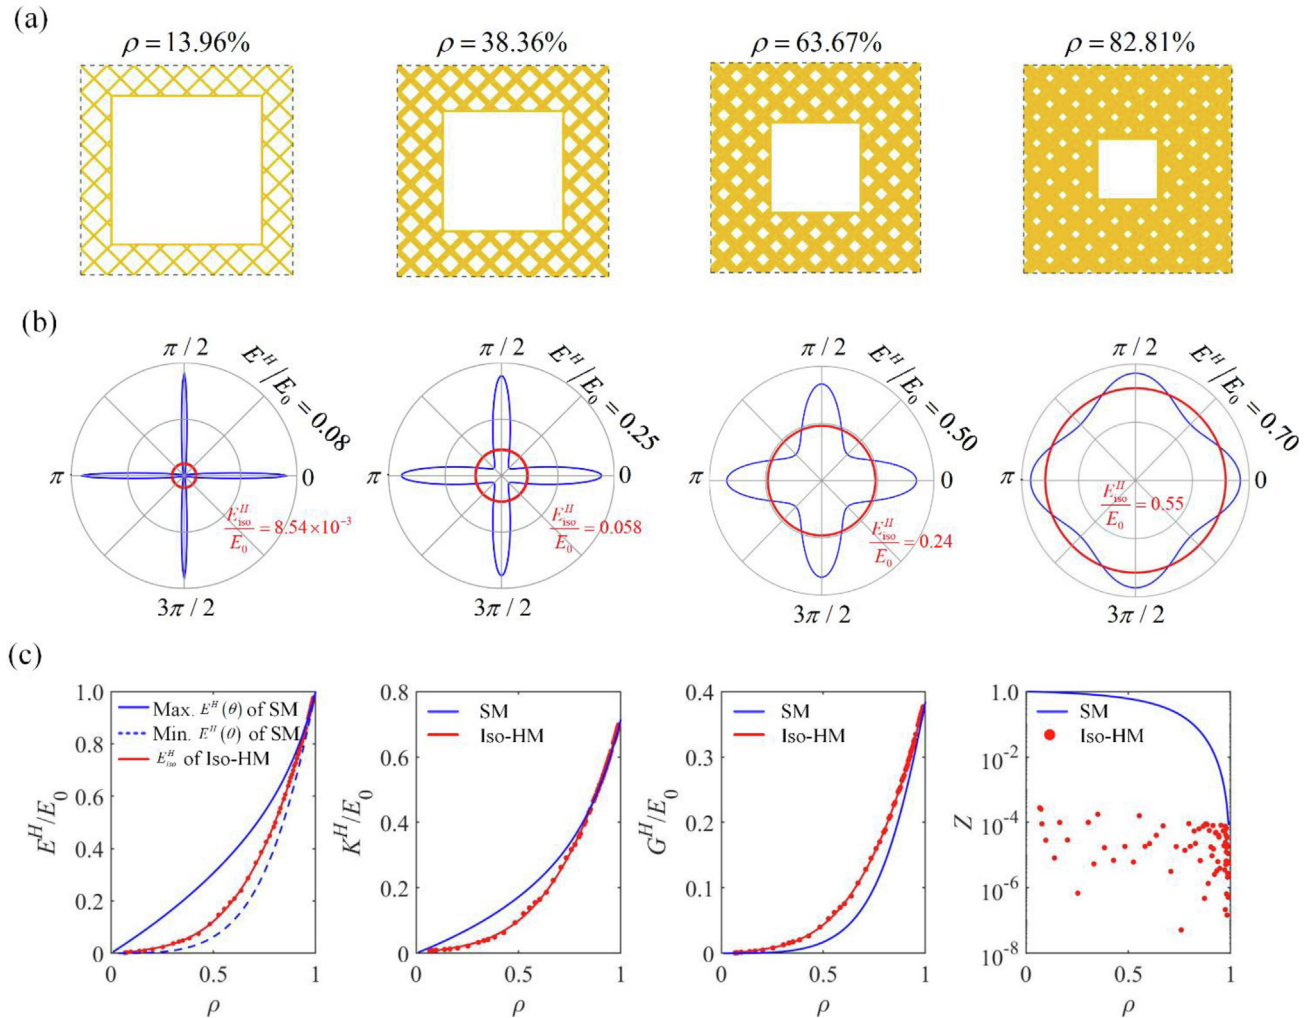 (a)
ρ = 13.96%
ρ = 38.36%
ρ = 63.67%
ρ = 82.81%
(b)
π / 2
E^H/E_0 = 0.08
π
0
E_iso^H/E_0 = 8.54×10^-3
3π / 2
π / 2
E^H/E_0 = 0.25
π
0
E_iso^H/E_0 = 0.058
3π / 2
π / 2
E^H/E_0 = 0.50
π
0
E_iso^H/E_0 = 0.24
3π / 2
π / 2
E^H/E_0 = 0.70
π
0
E_iso^H/E_0 = 0.55
3π / 2
(c)
E^H/E_0
1.0
0.8
0.6
0.4
0.2
0
Max. E^H(θ) of SM
Min. E^H(θ) of SM
E_iso^H of Iso-HM
0
0.5
1
ρ
K^H/E_0
0.8
0.6
0.4
0.2
0
SM
Iso-HM
0
0.5
1
ρ
G^H/E_0
0.4
0.3
0.2
0.1
0
SM
Iso-HM
0
0.5
1
ρ
Z
1.0
10^-2
10^-4
10^-6
10^-8
SM
Iso-HM
0
0.5
1
ρ